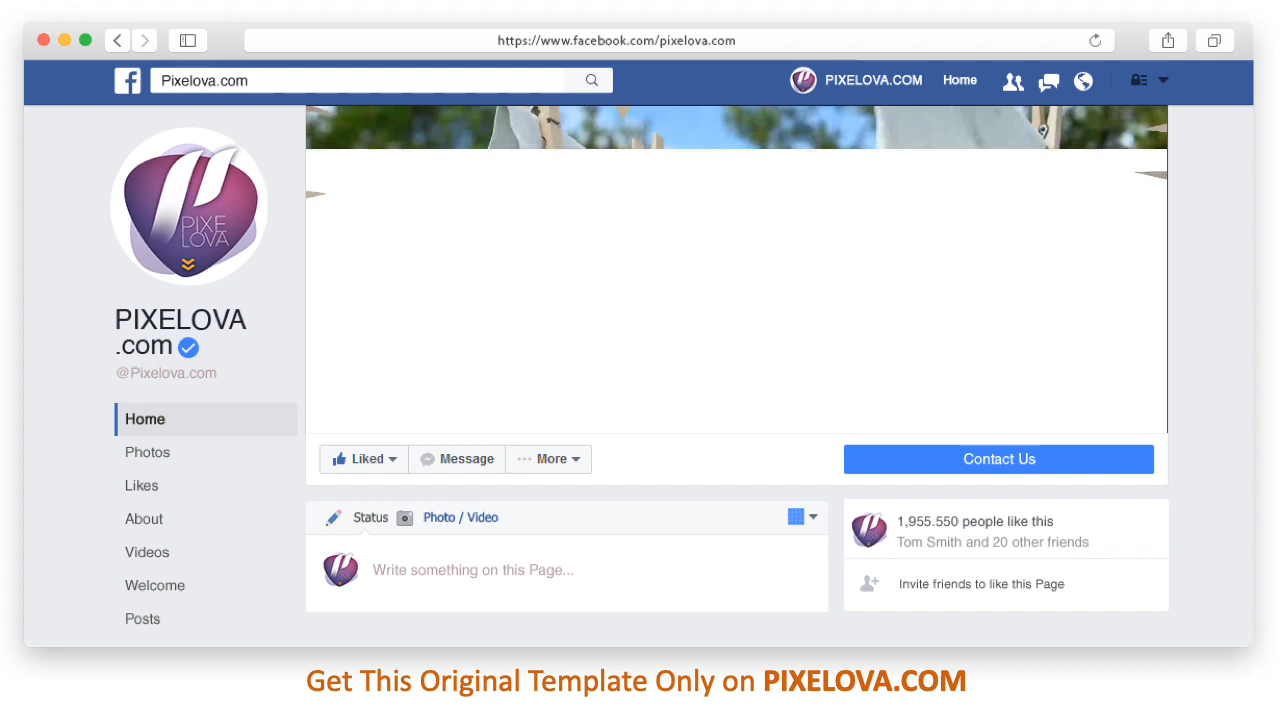 https://www.facebook.com/pixelova.com
Pixelova.com
PIXELOVA.COM Home
PIXE
LOVA
PIXELOVA
.com
@Pixelova.com
Home
Photos
Likes
About
Videos
Welcome
Posts
Liked Message ··· More
Contact Us
Status Photo / Video
Write something on this Page...
1,955.550 people like this
Tom Smith and 20 other friends
Invite friends to like this Page
Get This Original Template Only on PIXELOVA.COM